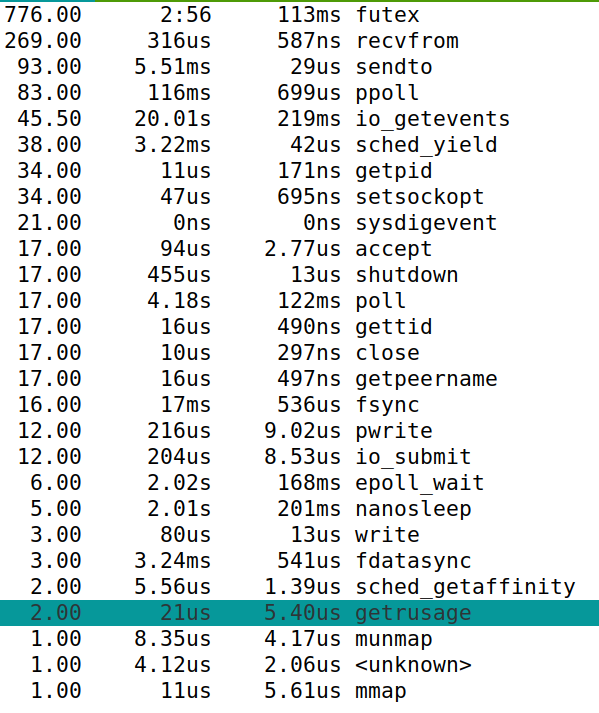 776.00 2:56 113ms futex
269.00 316us 587ns recvfrom
93.00 5.51ms 29us sendto
83.00 116ms 699us ppoll
45.50 20.01s 219ms io_getevents
38.00 3.22ms 42us sched_yield
34.00 11us 171ns getpid
34.00 47us 695ns setsockopt
21.00 0ns 0ns sysdigevent
17.00 94us 2.77us accept
17.00 455us 13us shutdown
17.00 4.18s 122ms poll
17.00 16us 490ns gettid
17.00 10us 297ns close
17.00 16us 497ns getpeername
16.00 17ms 536us fsync
12.00 216us 9.02us pwrite
12.00 204us 8.53us io_submit
6.00 2.02s 168ms epoll_wait
5.00 2.01s 201ms nanosleep
3.00 80us 13us write
3.00 3.24ms 541us fdatasync
2.00 5.56us 1.39us sched_getaffinity
2.00 21us 5.40us getrusage
1.00 8.35us 4.17us munmap
1.00 4.12us 2.06us <unknown>
1.00 11us 5.61us mmap